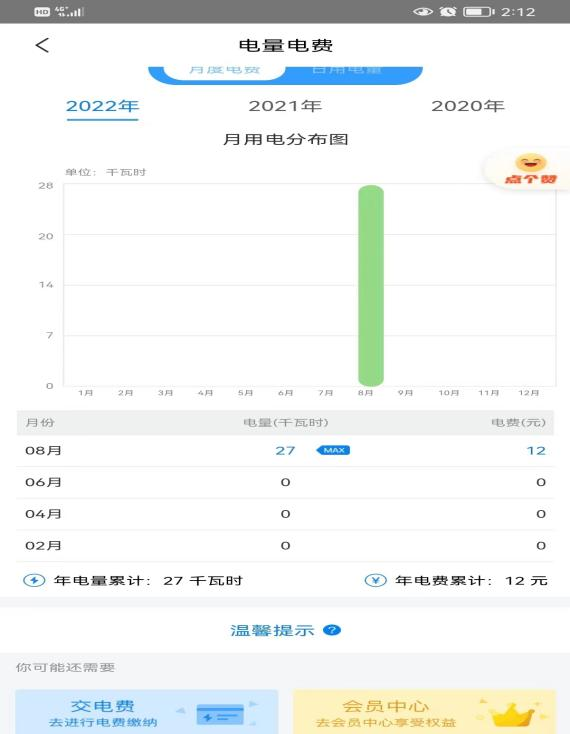 HD 4G+ 2:12
电量电费
月度电费 日用电量
2022年 2021年 2020年
月用电分布图
单位：千瓦时
点个赞
28
20
14
7
0
1月 2月 3月 4月 5月 6月 7月 8月 9月 10月 11月 12月
月份 电量(千瓦时) 电费(元)
08月 27 MAX 12
06月 0 0
04月 0 0
02月 0 0
年电量累计：27 千瓦时 年电费累计：12 元
温馨提示 ?
你可能还需要
交电费 会员中心
去进行电费缴纳 去会员中心享受权益